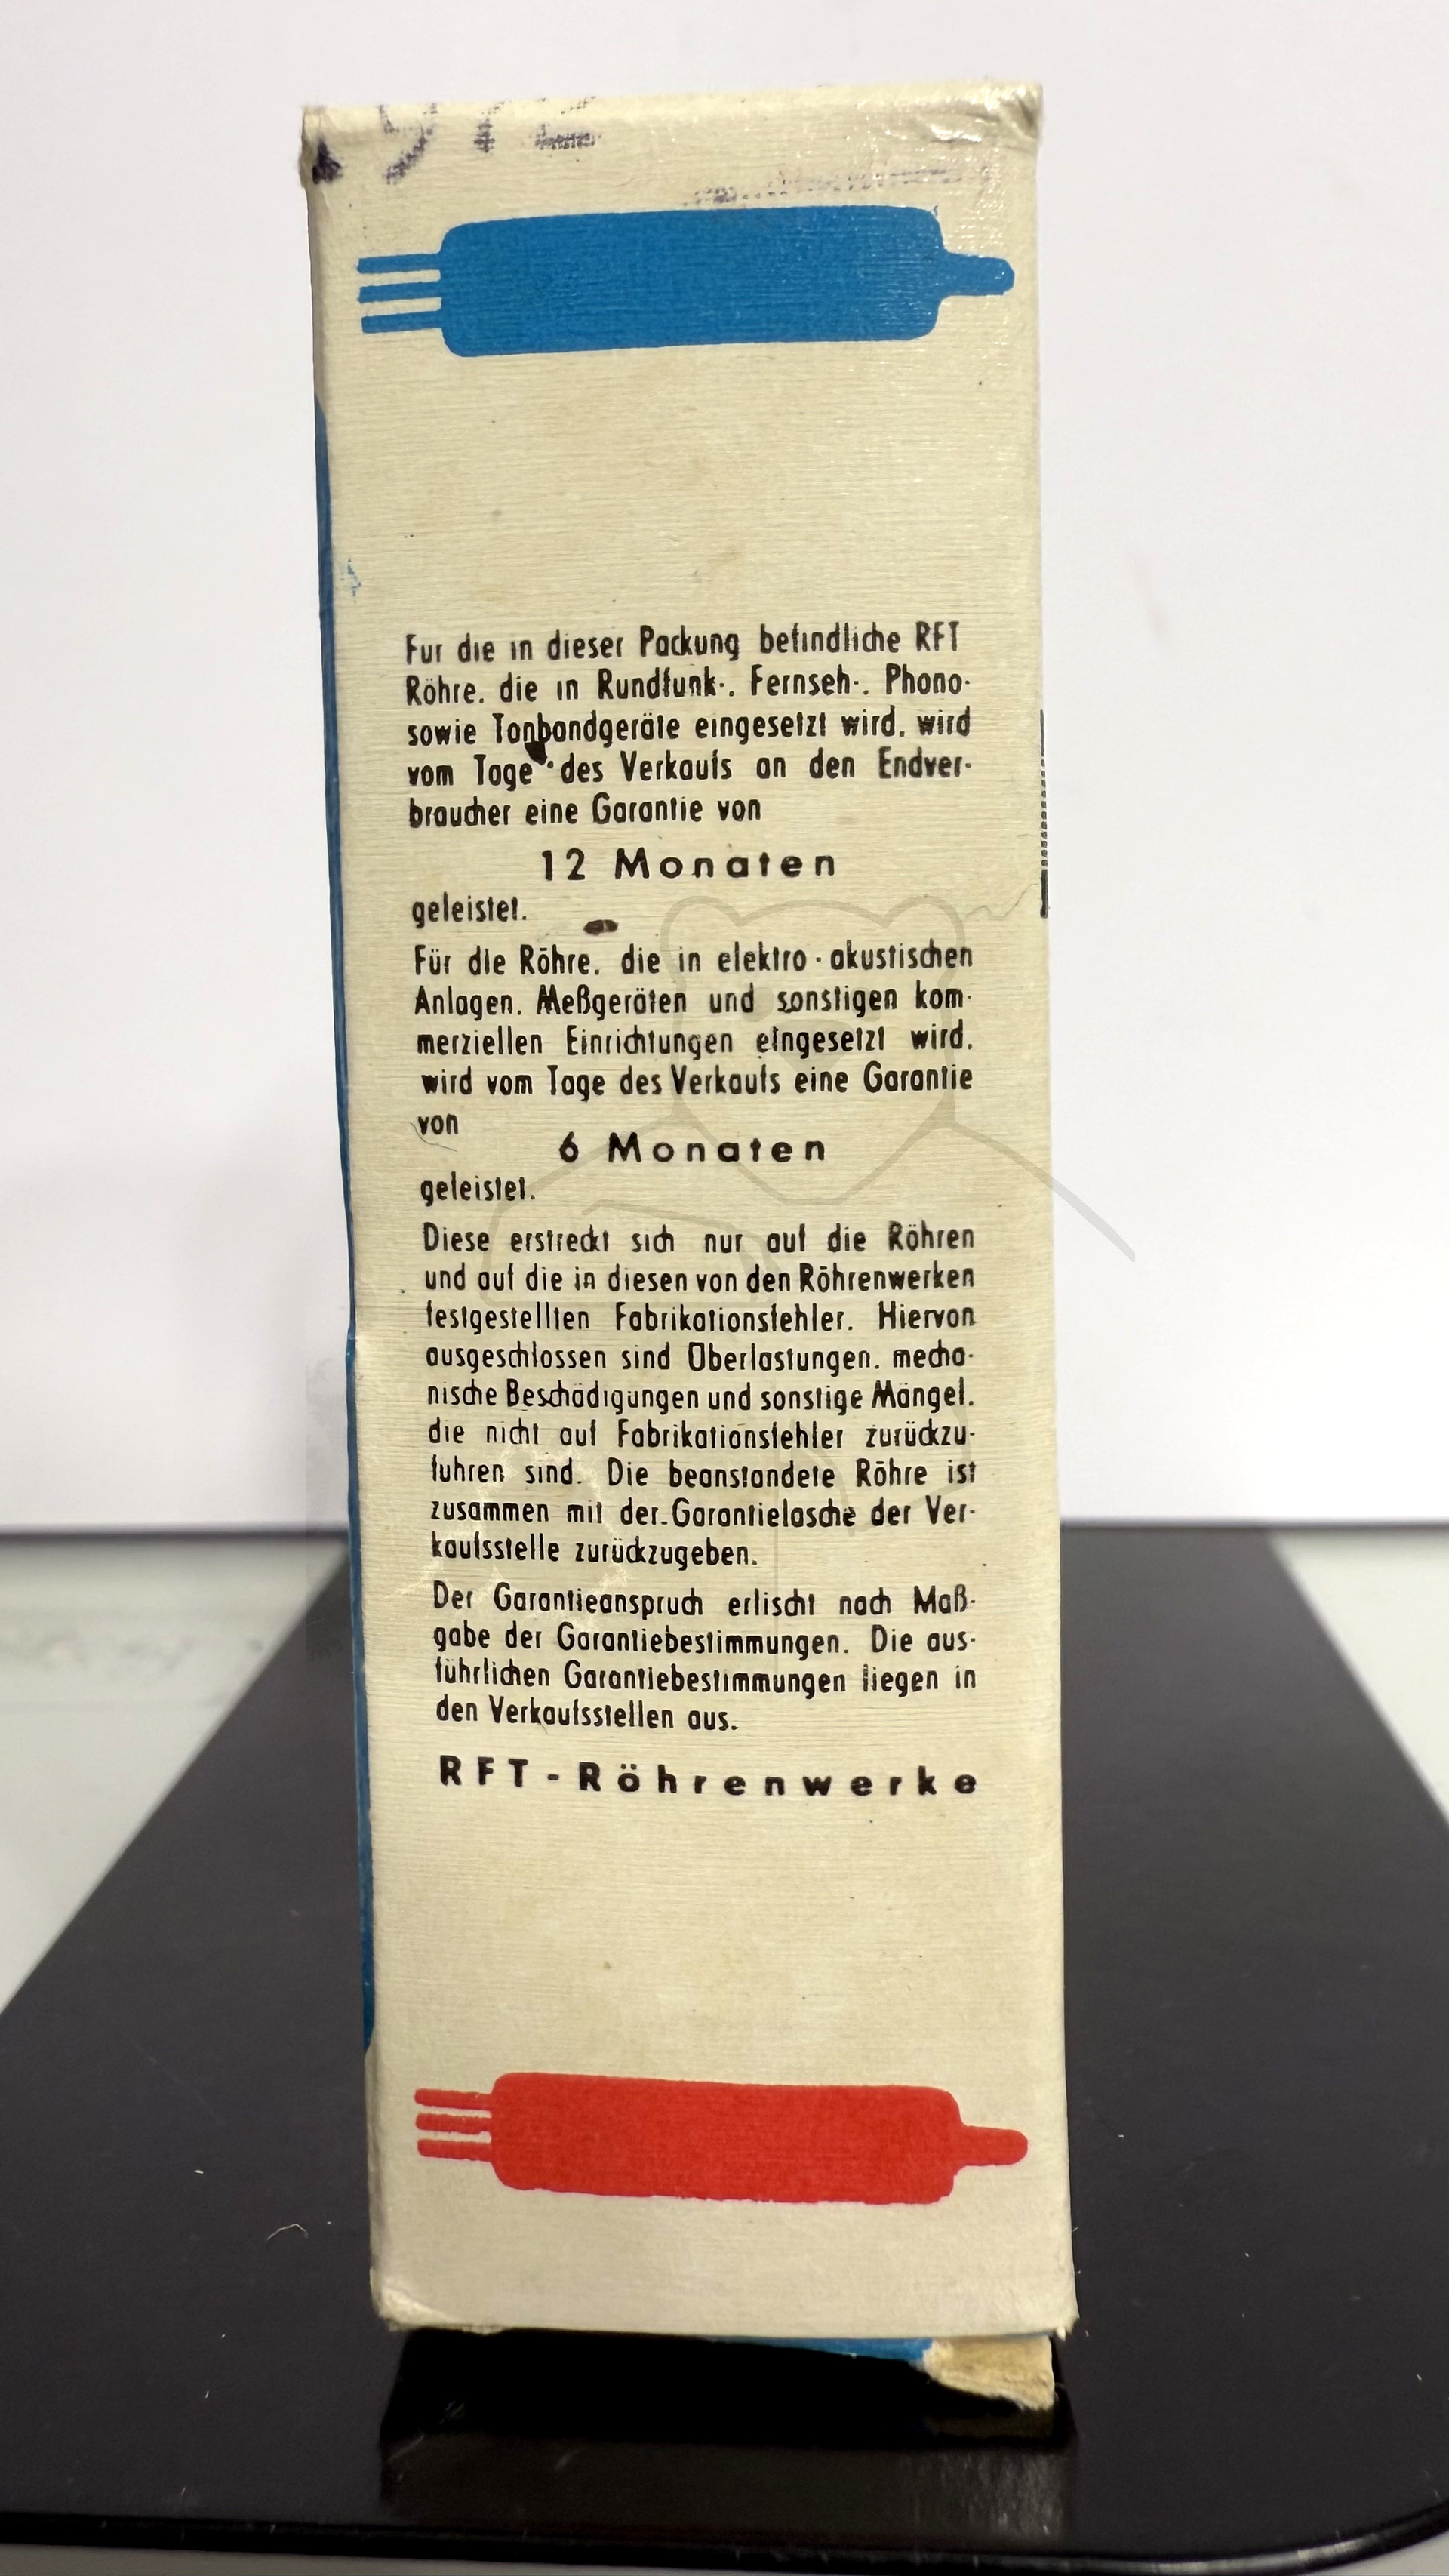 Fur die in dieser Packung befindliche RFT
Röhre, die in Rundfunk-, Fernseh-, Phono-
sowie Tonbandgeräte eingesetzt wird, wird
vom Tage des Verkaufs an den Endver-
braucher eine Garantie von
12 Monaten
geleistet.
Für die Röhre, die in elektro-akustischen
Anlagen, Meßgeräten und sonstigen kom-
merziellen Einrichtungen eingesetzt wird,
wird vom Tage des Verkaufs eine Garantie
von
6 Monaten
geleistet.
Diese erstreckt sich nur auf die Röhren
und auf die in diesen von den Röhrenwerken
festgestellten Fabrikationsfehler. Hiervon
ausgeschlossen sind Überlastungen, mecha-
nische Beschädigungen und sonstige Mängel,
die nicht auf Fabrikationsfehler zurückzu-
fuhren sind. Die beanstandete Röhre ist
zusammen mit der Garantielasche der Ver-
kaufsstelle zurückzugeben.
Der Garantieanspruch erlischt nach Maß-
gabe der Garantiebestimmungen. Die aus-
führlichen Garantiebestimmungen liegen in
den Verkaufsstellen aus.
RFT-Röhrenwerke